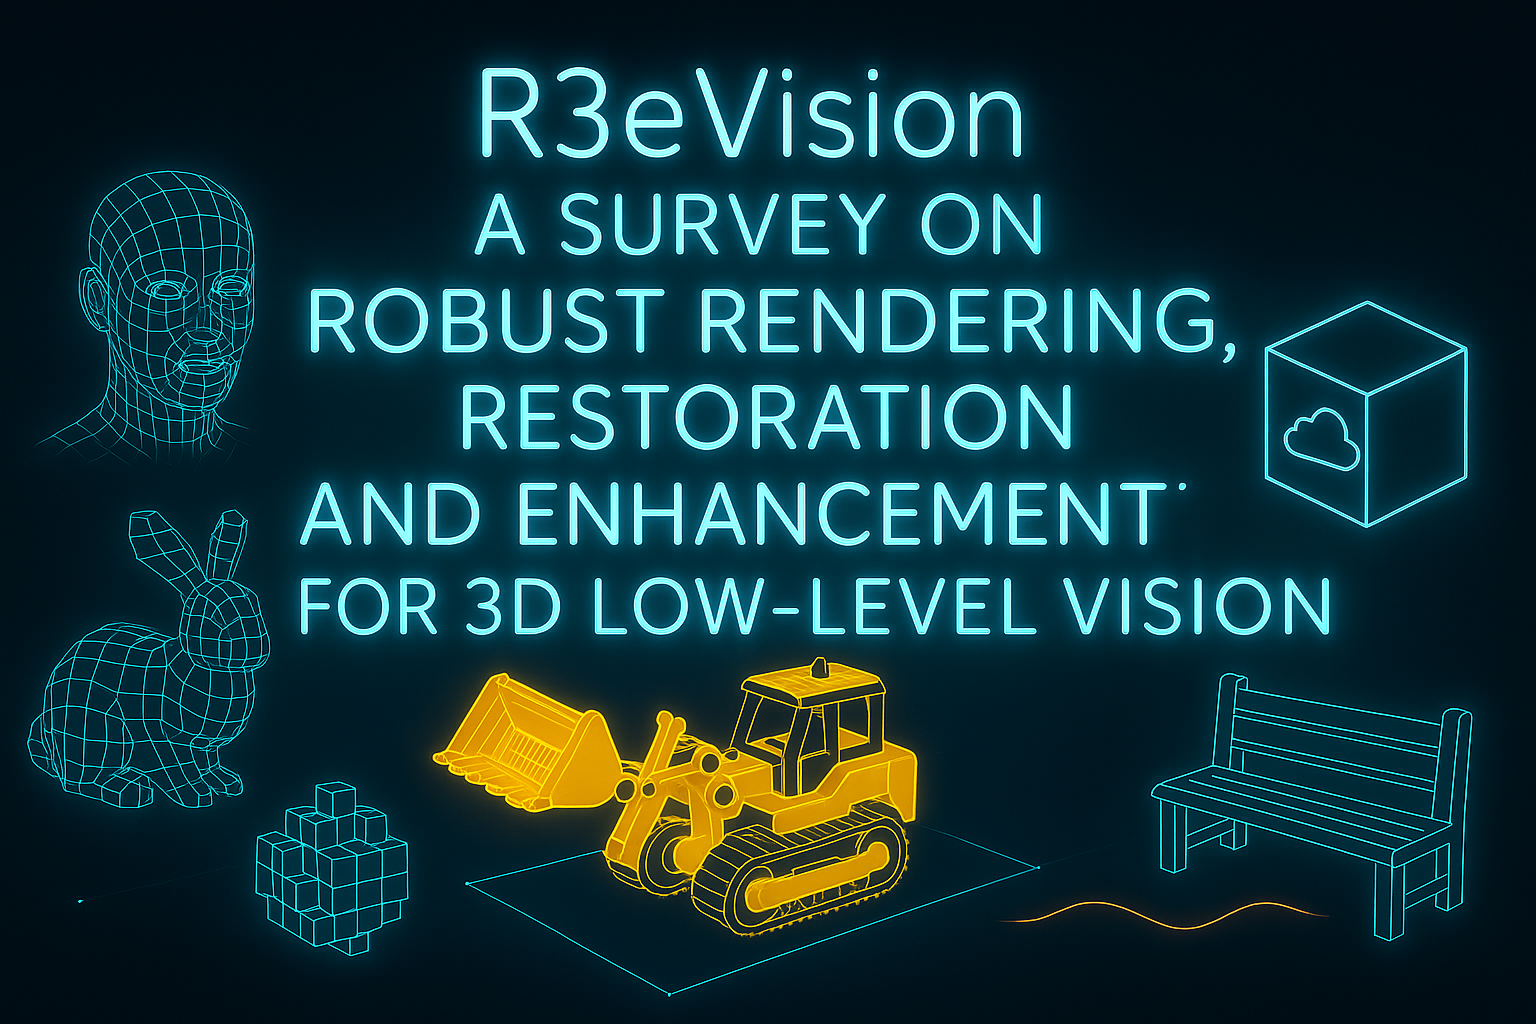 R3eVision
A SURVEY ON
ROBUST RENDERING,
RESTORATION
AND ENHANCEMENT
FOR 3D LOW-LEVEL VISION